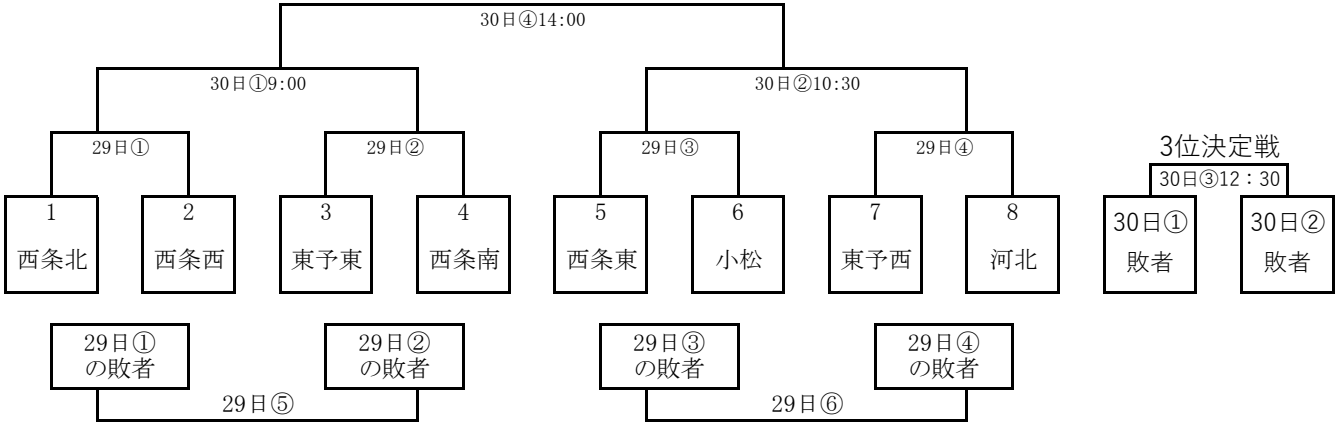 30日④14:00
30日①9:00
30日②10:30
29日①
29日②
29日③
29日④
3位決定戦
30日③12：30
1
西条北
2
西条西
3
東予東
4
西条南
5
西条東
6
小松
7
東予西
8
河北
30日①
敗者
30日②
敗者
29日①
の敗者
29日②
の敗者
29日③
の敗者
29日④
の敗者
29日⑤
29日⑥